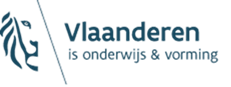 Vlaanderen
is onderwijs & vorming